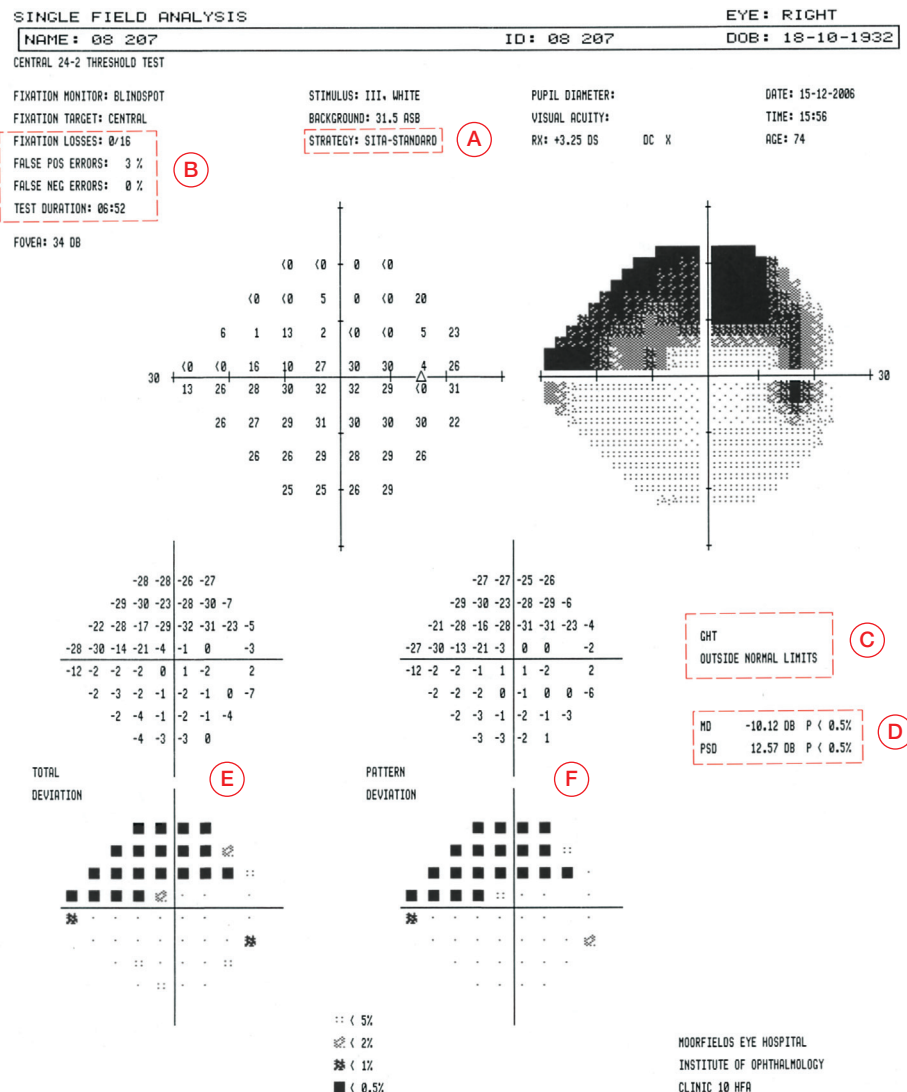 SINGLE FIELD ANALYSIS EYE: RIGHT
NAME: 08 207 ID: 08 207 DOB: 18-10-1932
CENTRAL 24-2 THRESHOLD TEST
FIXATION MONITOR: BLINDSPOT STIMULUS: III, WHITE PUPIL DIAMETER: DATE: 15-12-2006
FIXATION TARGET: CENTRAL BACKGROUND: 31.5 ASB VISUAL ACUITY: TIME: 15:56
FIXATION LOSSES: 0/16 STRATEGY: SITA-STANDARD A RX: +3.25 DS DC X AGE: 74
FALSE POS ERRORS: 3 % B
FALSE NEG ERRORS: 0 %
TEST DURATION: 06:52
FOVEA: 34 DB
<0 <0 0 <0
<0 <0 5 0 <0 20
6 1 13 2 <0 <0 5 23
<0 <0 16 10 27 30 30 4 26
30 30
13 26 28 30 32 32 29 <0 31
26 27 29 31 30 30 30 22
26 26 29 28 29 26
25 25 26 29
-28 -28 -26 -27 -27 -27 -25 -26
-29 -30 -23 -28 -30 -7 -29 -30 -23 -28 -29 -6
-22 -28 -17 -29 -32 -31 -23 -5 -21 -28 -16 -28 -31 -31 -23 -4
-28 -30 -14 -21 -4 -1 0 -3 -27 -30 -13 -21 -3 0 0 -2
-12 -2 -2 -2 0 1 -2 2 -12 -2 -2 -1 1 1 -2 2
-2 -3 -2 -1 -2 -1 0 -7 -2 -2 -2 0 -1 0 0 -6
-2 -4 -1 -2 -1 -4 -2 -3 -1 -2 -1 -3
-4 -3 -3 0 -3 -3 -2 1
GHT C
OUTSIDE NORMAL LIMITS
MD -10.12 DB P < 0.5% D
PSD 12.57 DB P < 0.5%
TOTAL E PATTERN F
DEVIATION DEVIATION
< 5%
< 2% MOORFIELDS EYE HOSPITAL
< 1% INSTITUTE OF OPHTHALMOLOGY
< 0.5% CLINIC 10 HFA